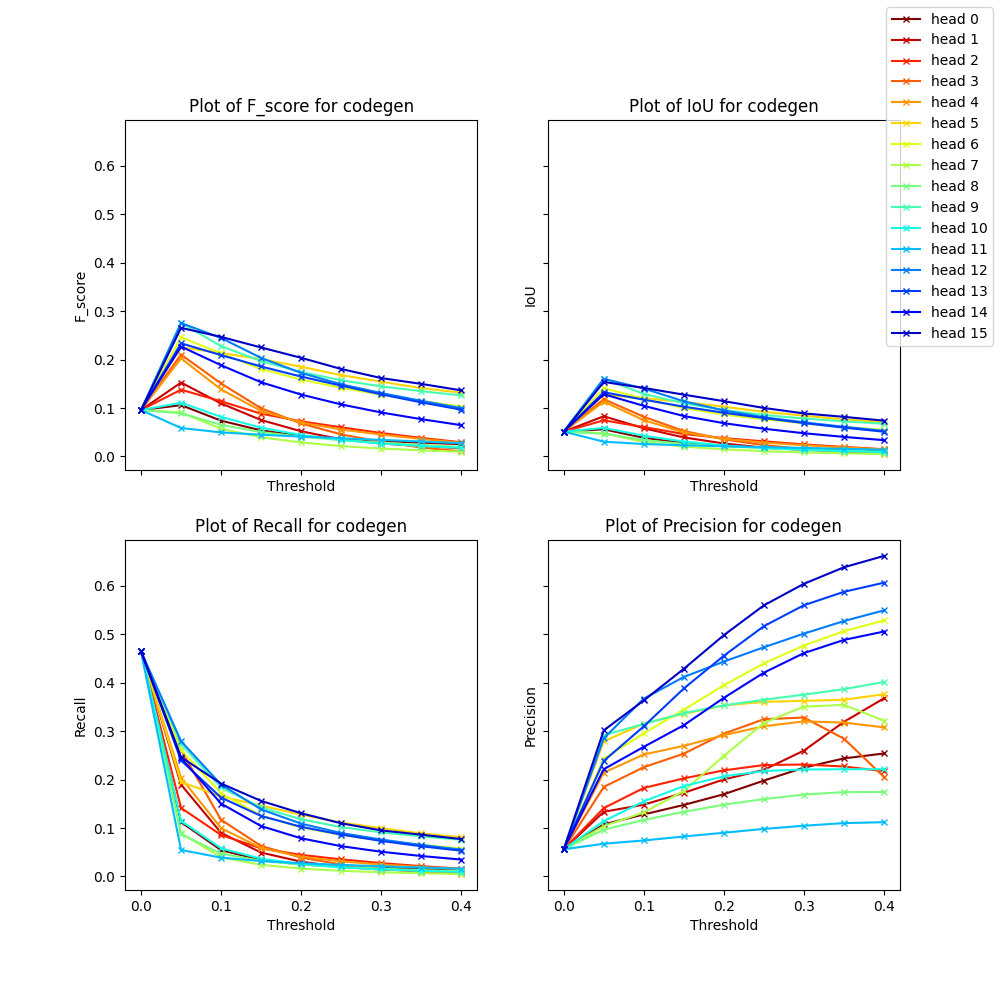 head 0
head 1
head 2
head 3
head 4
head 5
head 6
head 7
head 8
head 9
head 10
head 11
head 12
head 13
head 14
head 15
Plot of F_score for codegen
0.6
0.5
0.4
0.3
0.2
0.1
0.0
F_score
Threshold
Plot of IoU for codegen
IoU
Threshold
Plot of Recall for codegen
0.6
0.5
0.4
0.3
0.2
0.1
0.0
Recall
0.0 0.1 0.2 0.3 0.4
Threshold
Plot of Precision for codegen
Precision
0.0 0.1 0.2 0.3 0.4
Threshold